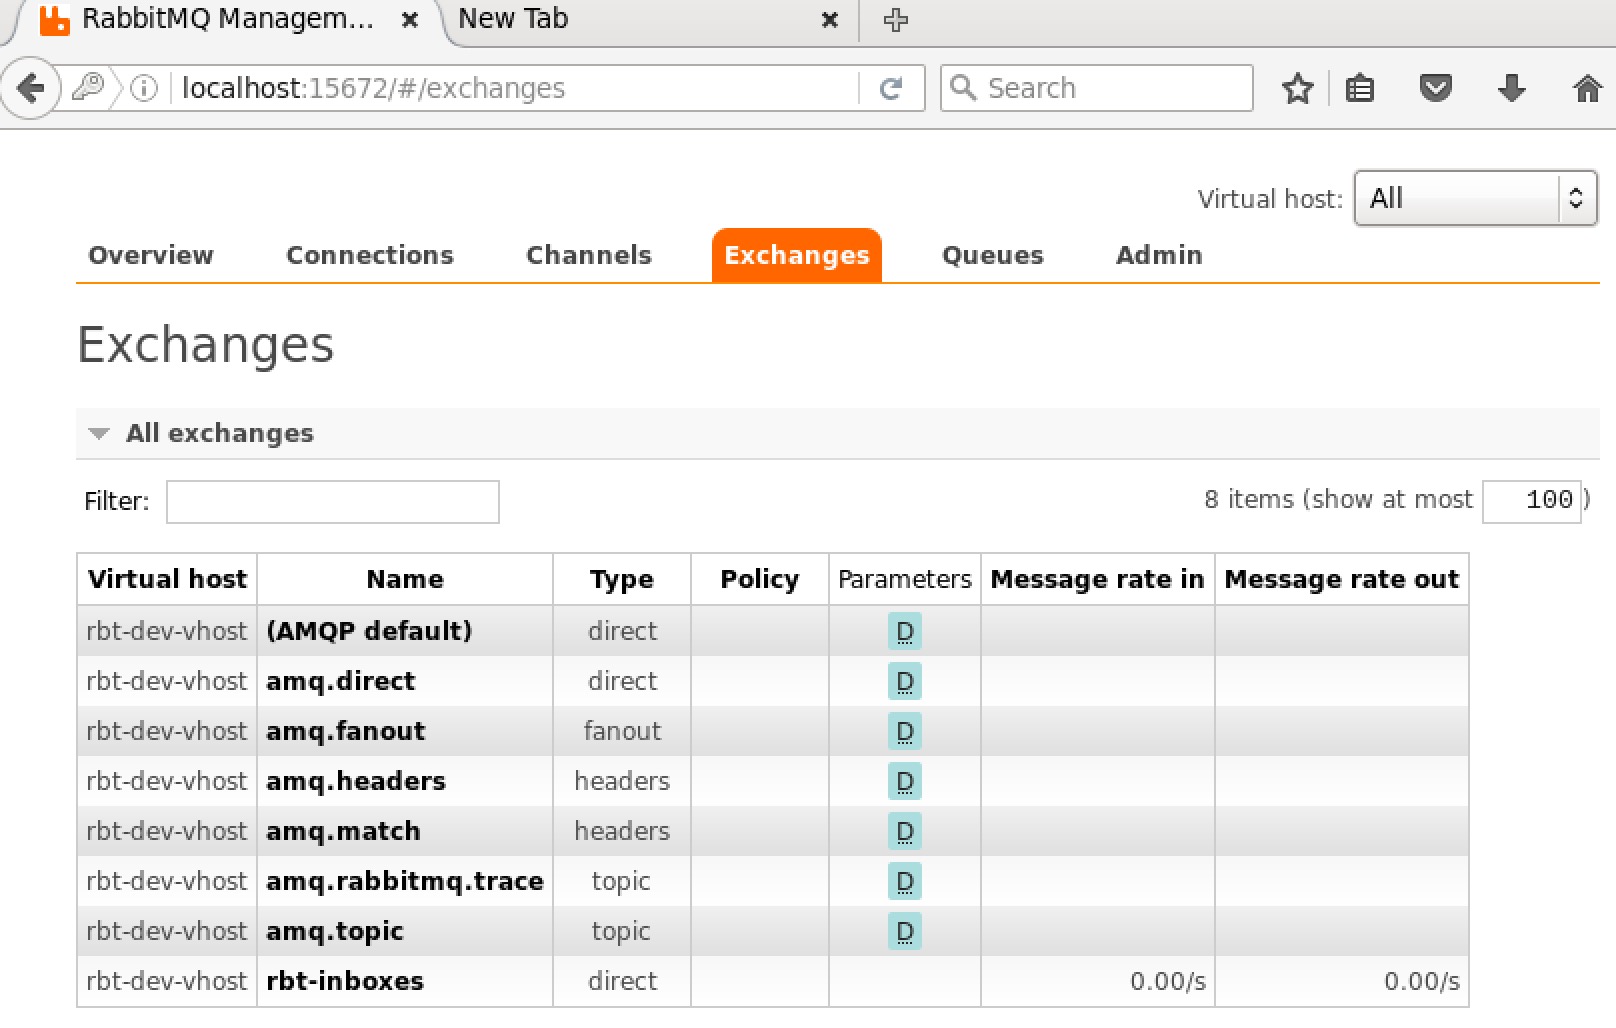 RabbitMQ Managem...
New Tab
localhost:15672/#/exchanges
Search
Virtual host: All
Overview Connections Channels Exchanges Queues Admin
Exchanges
All exchanges
Filter: 8 items (show at most 100 )
Virtual host Name Type Policy Parameters Message rate in Message rate out
rbt-dev-vhost (AMQP default) direct D
rbt-dev-vhost amq.direct direct D
rbt-dev-vhost amq.fanout fanout D
rbt-dev-vhost amq.headers headers D
rbt-dev-vhost amq.match headers D
rbt-dev-vhost amq.rabbitmq.trace topic D
rbt-dev-vhost amq.topic topic D
rbt-dev-vhost rbt-inboxes direct 0.00/s 0.00/s